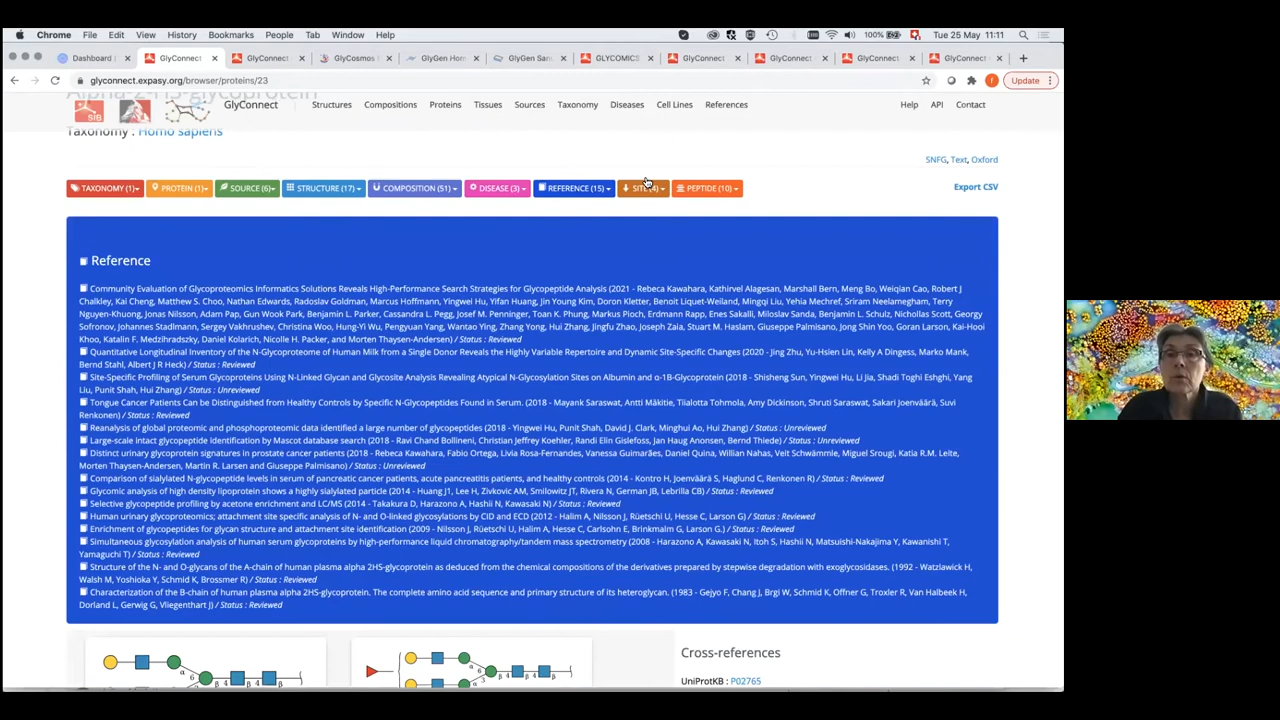 Chrome File Edit View History Bookmarks People Tab Window Help 100% Tue 25 May 11:11
Dashboard GlyConnect GlyConnect GlyCosmos GlyGen Hom GlyGen San GLYCOMICS GlyConnect GlyConnect GlyConnect GlyConnect
glyconnect.expasy.org/browser/proteins/23 Update
Alpha-2-HS-glycoprotein
SIB GlyConnect Structures Compositions Proteins Tissues Sources Taxonomy Diseases Cell Lines References Help API Contact
Taxonomy : Homo sapiens
SNFG, Text, Oxford
TAXONOMY (1) PROTEIN (1) SOURCE (6) STRUCTURE (17) COMPOSITION (51) DISEASE (3) REFERENCE (15) SITE (4) PEPTIDE (10) Export CSV
Reference
Community Evaluation of Glycoproteomics Informatics Solutions Reveals High-Performance Search Strategies for Glycopeptide Analysis (2021 - Rebeca Kawahara, Kathirvel Alagesan, Marshall Bern, Meng Bo, Weiqian Cao, Robert J
Chalkley, Kai Cheng, Matthew S. Choo, Nathan Edwards, Radoslav Goldman, Marcus Hoffmann, Yingwei Hu, Yifan Huang, Jin Young Kim, Doron Kletter, Benoit Liquet-Weiland, Mingqi Liu, Yehia Mechref, Sriram Neelamegham, Terry
Nguyen-Khuong, Jonas Nilsson, Adam Pap, Gun Wook Park, Benjamin L. Parker, Cassandra L. Pegg, Josef M. Penninger, Toan K. Phung, Markus Pioch, Erdmann Rapp, Enes Sakalli, Miloslav Sanda, Benjamin L. Schulz, Nichollas Scott, Georgy
Sofronov, Johannes Stadlmann, Sergey Vakhrushev, Christina Woo, Hung-Yi Wu, Pengyuan Yang, Wantao Ying, Zhang Yong, Hui Zhang, Jingfu Zhao, Joseph Zaia, Stuart M. Haslam, Giuseppe Palmisano, Jong Shin Yoo, Goran Larson, Kai-Hooi
Khoo, Katalin F. Medzihradszky, Daniel Kolarich, Nicolle H. Packer, and Morten Thaysen-Andersen) / Status : Reviewed
Quantitative Longitudinal Inventory of the N-Glycoproteome of Human Milk from a Single Donor Reveals the Highly Variable Repertoire and Dynamic Site-Specific Changes (2020 - Jing Zhu, Yu-Hsien Lin, Kelly A Dingess, Marko Mank,
Bernd Stahl, Albert J R Heck) / Status : Reviewed
Site-Specific Profiling of Serum Glycoproteins Using N-Linked Glycan and Glycosite Analysis Revealing Atypical N-Glycosylation Sites on Albumin and α-1B-Glycoprotein (2018 - Shisheng Sun, Yingwei Hu, Li Jia, Shadi Toghi Eshghi, Yang
Liu, Punit Shah, Hui Zhang) / Status : Unreviewed
Tongue Cancer Patients Can be Distinguished from Healthy Controls by Specific N-Glycopeptides Found in Serum. (2018 - Mayank Saraswat, Antti Mäkitie, Tiialotta Tohmola, Amy Dickinson, Shruti Saraswat, Sakari Joenväärä, Suvi
Renkonen) / Status : Reviewed
Reanalysis of global proteomic and phosphoproteomic data identified a large number of glycopeptides (2018 - Yingwei Hu, Punit Shah, David J. Clark, Minghui Ao, Hui Zhang) / Status : Unreviewed
Large-scale intact glycopeptide identification by Mascot database search (2018 - Ravi Chand Bollineni, Christian Jeffrey Koehler, Randi Elin Gislefoss, Jan Haug Anonsen, Bernd Thiede) / Status : Unreviewed
Distinct urinary glycoprotein signatures in prostate cancer patients (2018 - Rebeca Kawahara, Fabio Ortega, Livia Rosa-Fernandes, Vanessa Guimarães, Daniel Quina, Willian Nahas, Veit Schwämmle, Miguel Srougi, Katia R.M. Leite,
Morten Thaysen-Andersen, Martin R. Larsen and Giuseppe Palmisano) / Status : Unreviewed
Comparison of sialylated N-glycopeptide levels in serum of pancreatic cancer patients, acute pancreatitis patients, and healthy controls (2014 - Kontro H, Joenväärä S, Haglund C, Renkonen R) / Status : Reviewed
Glycomic analysis of high density lipoprotein shows a highly sialylated particle (2014 - Huang J1, Lee H, Zivkovic AM, Smilowitz JT, Rivera N, German JB, Lebrilla CB) / Status : Reviewed
Selective glycopeptide profiling by acetone enrichment and LC/MS (2014 - Takakura D, Harazono A, Hashii N, Kawasaki N) / Status : Reviewed
Human urinary glycoproteomics; attachment site specific analysis of N- and O-linked glycosylations by CID and ECD (2012 - Halim A, Nilsson J, Rüetschi U, Hesse C, Larson G) / Status : Reviewed
Enrichment of glycopeptides for glycan structure and attachment site identification (2009 - Nilsson J, Rüetschi U, Halim A, Hesse C, Carlsohn E, Brinkmalm G, Larson G.) / Status : Reviewed
Simultaneous glycosylation analysis of human serum glycoproteins by high-performance liquid chromatography/tandem mass spectrometry (2008 - Harazono A, Kawasaki N, Itoh S, Hashii N, Matsuishi-Nakajima Y, Kawanishi T,
Yamaguchi T) / Status : Reviewed
Structure of the N- and O-glycans of the A-chain of human plasma alpha 2HS-glycoprotein as deduced from the chemical compositions of the derivatives prepared by stepwise degradation with exoglycosidases. (1992 - Watzlawick H,
Walsh M, Yoshioka Y, Schmid K, Brossmer R) / Status : Reviewed
Characterization of the B-chain of human plasma alpha 2HS-glycoprotein. The complete amino acid sequence and primary structure of its heteroglycan. (1983 - Gejyo F, Chang J, Brgi W, Schmid K, Offner G, Troxler R, Van Halbeek H,
Dorland L, Gerwig G, Vliegenthart J) / Status : Reviewed
Cross-references
UniProtKB : P02765
α 6 β 4 β 4 β
α 6 β 4 β 4 β